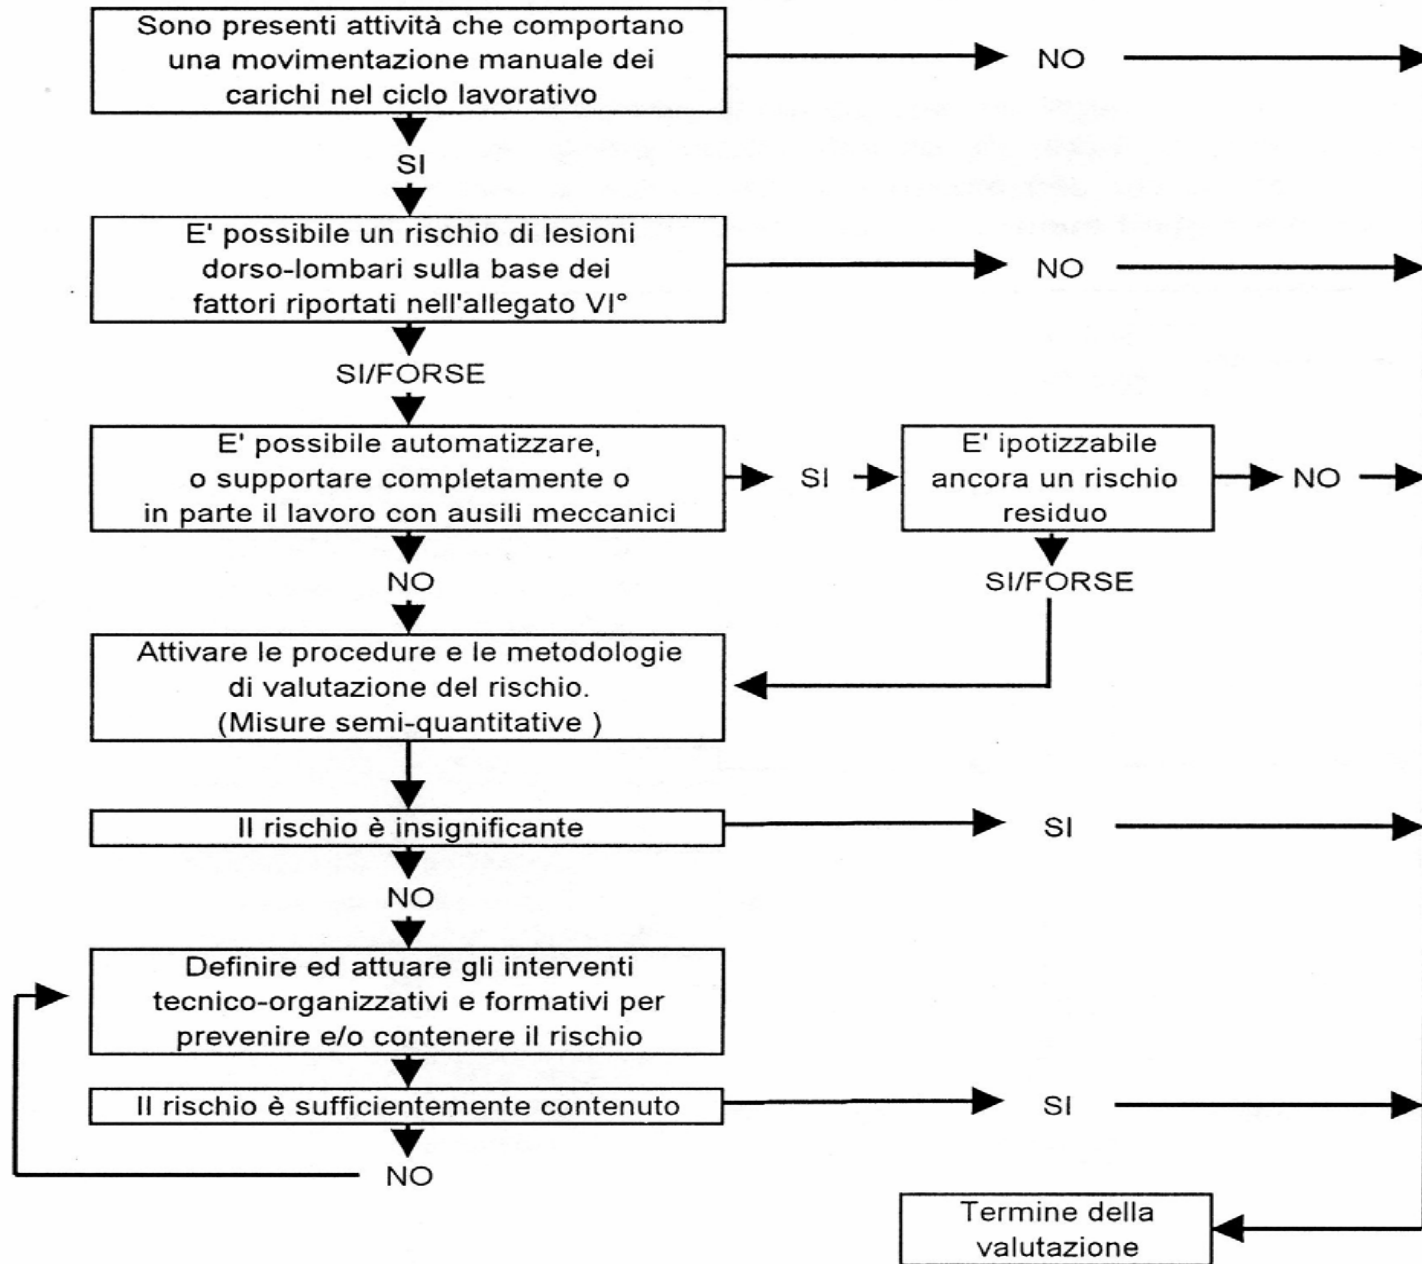 Sono presenti attività che comportano
una movimentazione manuale dei
carichi nel ciclo lavorativo
NO
SI
E' possibile un rischio di lesioni
dorso-lombari sulla base dei
fattori riportati nell'allegato VI°
NO
SI/FORSE
E' possibile automatizzare,
o supportare completamente o
in parte il lavoro con ausili meccanici
SI
E' ipotizzabile
ancora un rischio
residuo
NO
NO
SI/FORSE
Attivare le procedure e le metodologie
di valutazione del rischio.
(Misure semi-quantitative )
Il rischio è insignificante
SI
NO
Definire ed attuare gli interventi
tecnico-organizzativi e formativi per
prevenire e/o contenere il rischio
Il rischio è sufficientemente contenuto
SI
NO
Termine della
valutazione